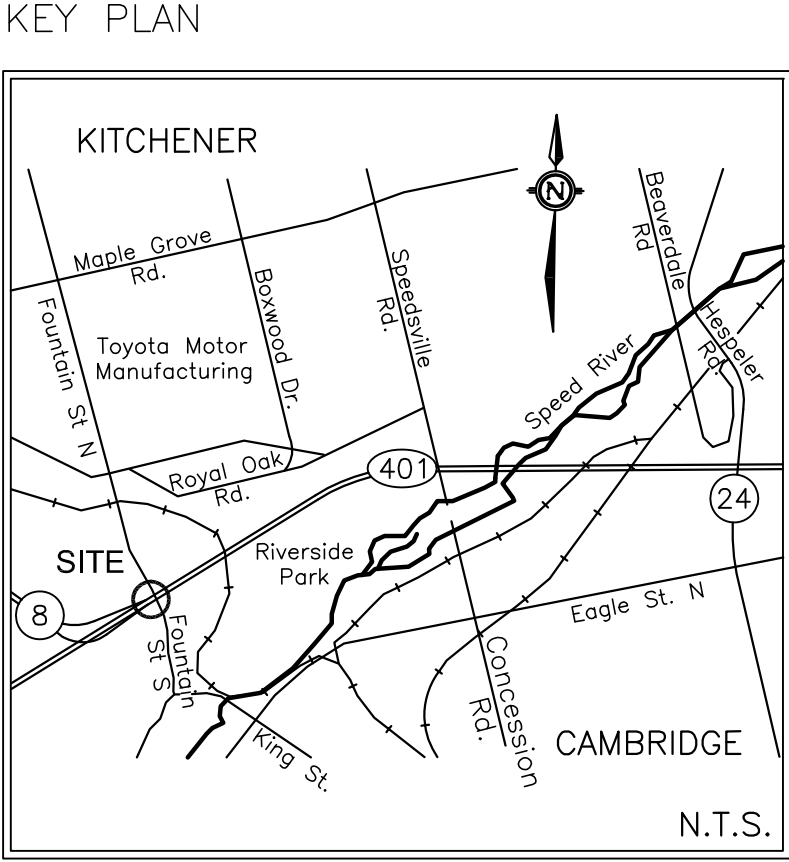 KEY PLAN
KITCHENER
N
Maple Grove
Rd.
Beaverdale
Rd
Speedsville
Rd.
Boxwood Dr.
Fountain St N
Toyota Motor
Manufacturing
Hespeler
Rd.
Speed River
Royal Oak
Rd.
401
24
SITE
Riverside
Park
8
Fountain
St S
Eagle St. N
Concession
Rd.
King St.
CAMBRIDGE
N.T.S.